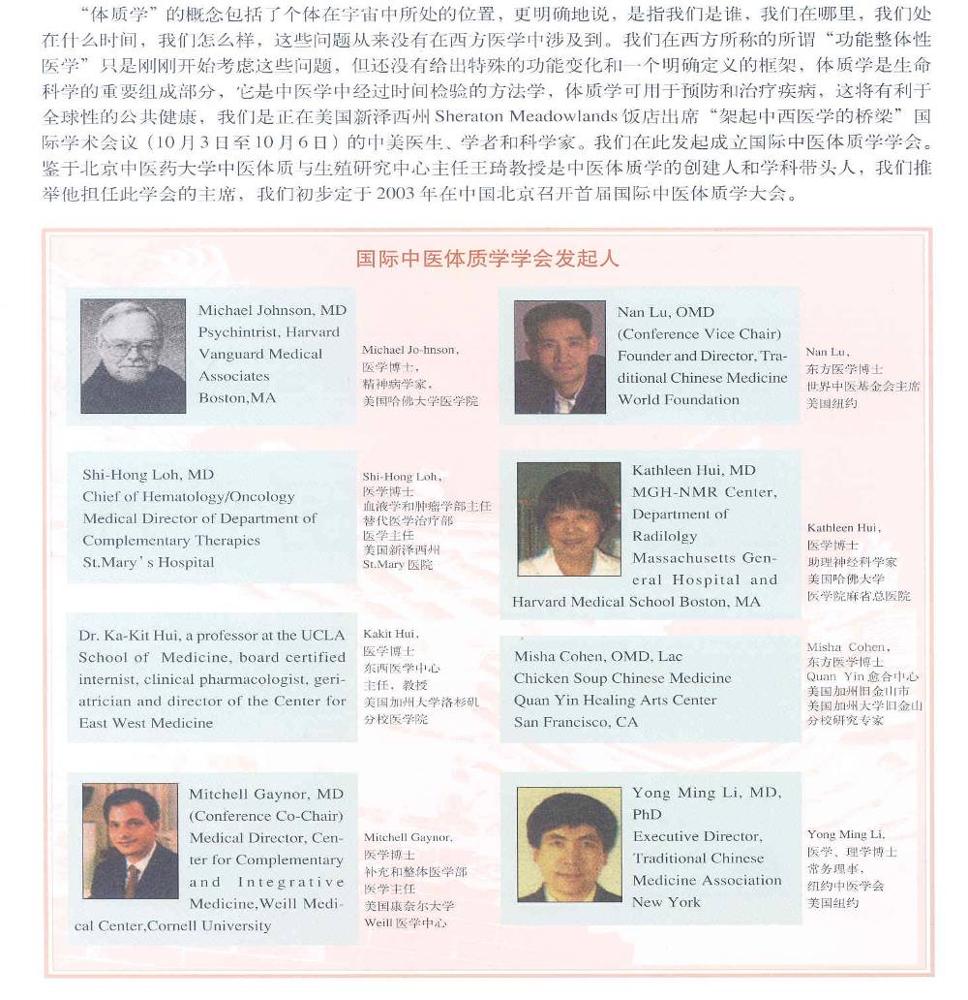 “体质学”的概念包括了个体在宇宙中所处的位置，更明确地说，是指我们是谁，我们在哪里，我们处
在什么时间，我们怎么样，这些问题从来没有在西方医学中涉及到。我们在西方所称的所谓“功能整体性
医学”只是刚刚开始考虑这些问题，但还没有给出特殊的功能变化和一个明确定义的框架，体质学是生命
科学的重要组成部分，它是中医学中经过时间检验的方法学，体质学可用于预防和治疗疾病，这将有利于
全球性的公共健康，我们是正在美国新泽西州 Sheraton Meadowlands 饭店出席“架起中西医学的桥梁”国
际学术会议（10 月 3 日至 10 月 6 日）的中美医生、学者和科学家。我们在此发起成立国际中医体质学学会。
鉴于北京中医药大学中医体质与生殖研究中心主任王琦教授是中医体质学的创建人和学科带头人，我们推
举他担任此学会的主席，我们初步定于 2003 年在中国北京召开首届国际中医体质学大会。
国际中医体质学学会发起人
Michael Johnson, MD
Psychintrist, Harvard
Vanguard Medical
Associates
Boston,MA
Michael Jo-hnson,
医学博士，
精神病学家，
美国哈佛大学医学院
Nan Lu, OMD
(Conference Vice Chair)
Founder and Director, Tra-
ditional Chinese Medicine
World Foundation
Nan Lu,
东方医学博士
世界中医基金会主席
美国纽约
Shi-Hong Loh, MD
Chief of Hematology/Oncology
Medical Director of Department of
Complementary Therapies
St.Mary’s Hospital
Shi-Hong Loh,
医学博士
血液学和肿瘤学部主任
替代医学治疗部
医学主任
美国新泽西州
St.Mary 医院
Kathleen Hui, MD
MGH-NMR Center,
Department of
Radilolgy
Massachusetts Gen-
eral Hospital and
Harvard Medical School Boston, MA
Kathleen Hui,
医学博士
助理神经科学家
美国哈佛大学
医学院麻省总医院
Dr. Ka-Kit Hui, a professor at the UCLA
School of Medicine, board certified
internist, clinical pharmacologist, geri-
atrician and director of the Center for
East West Medicine
Kakit Hui,
医学博士
东西医学中心
主任，教授
美国加州大学洛杉矶
分校医学院
Misha Cohen, OMD, Lac
Chicken Soup Chinese Medicine
Quan Yin Healing Arts Center
San Francisco, CA
Misha Cohen,
东方医学博士
Quan Yin 愈合中心
美国加州旧金山市
美国加州大学旧金山
分校研究专家
Mitchell Gaynor, MD
(Conference Co-Chair)
Medical Director, Cen-
ter for Complementary
and Integrative
Medicine,Weill Medi-
cal Center,Cornell University
Mitchell Gaynor,
医学博士
补充和整体医学部
医学主任
美国康奈尔大学
Weill 医学中心
Yong Ming Li, MD,
PhD
Executive Director,
Traditional Chinese
Medicine Association
New York
Yong Ming Li,
医学、理学博士
常务理事，
纽约中医学会
美国纽约